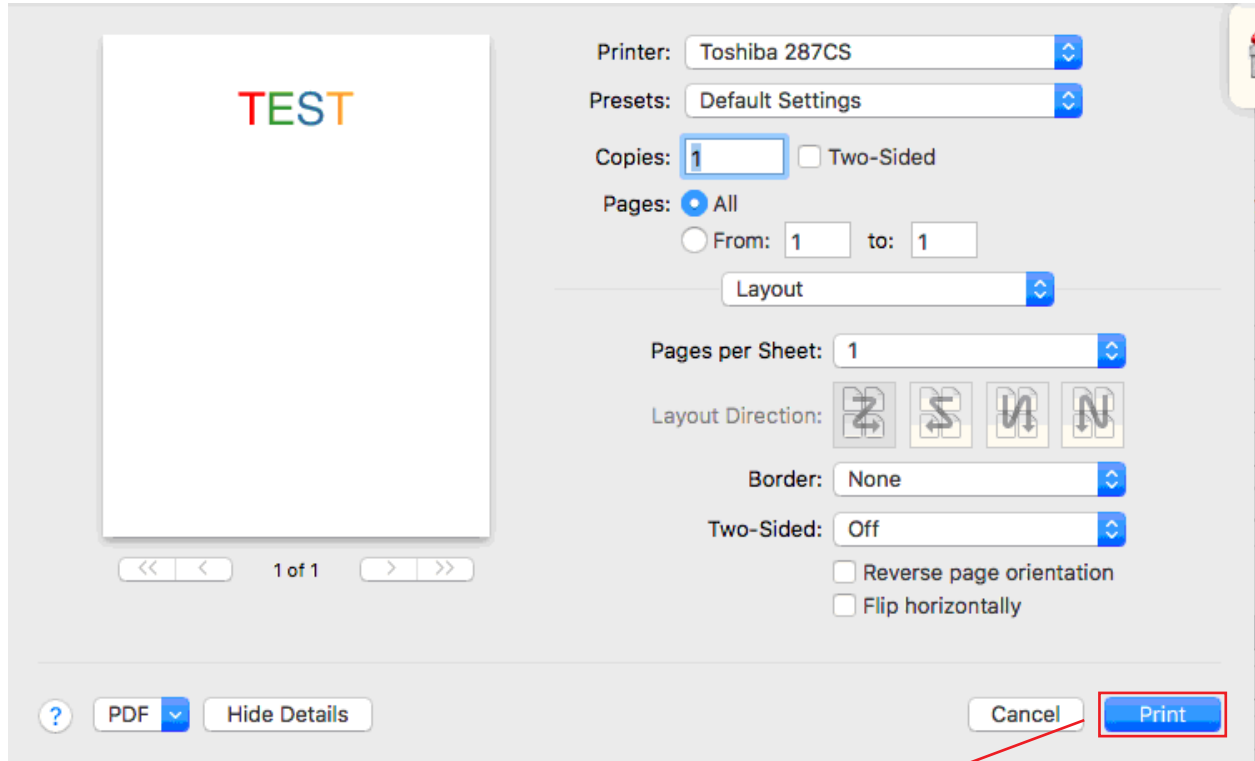 TEST
<< < 1 of 1 > >>
Printer: Toshiba 287CS
Presets: Default Settings
Copies: 1 Two-Sided
Pages: All
From: 1 to: 1
Layout
Pages per Sheet: 1
Layout Direction:
Border: None
Two-Sided: Off
Reverse page orientation
Flip horizontally
? PDF Hide Details Cancel Print